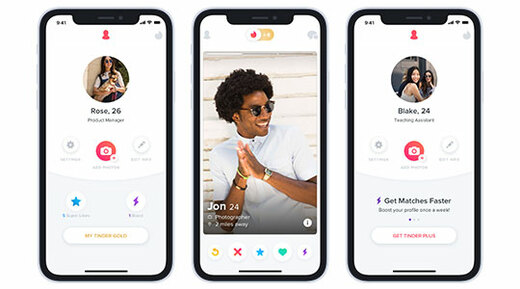 9:41
Rose, 26
Product Manager
SETTINGS
ADD PHOTOS
EDIT INFO
5 Super Likes
1 Boost
MY TINDER GOLD
9:41
Jon 24
Photographer
2 miles away
9:41
Blake, 24
Teaching Assistant
SETTINGS
ADD PHOTOS
EDIT INFO
Get Matches Faster
Boost your profile once a week!
GET TINDER PLUS